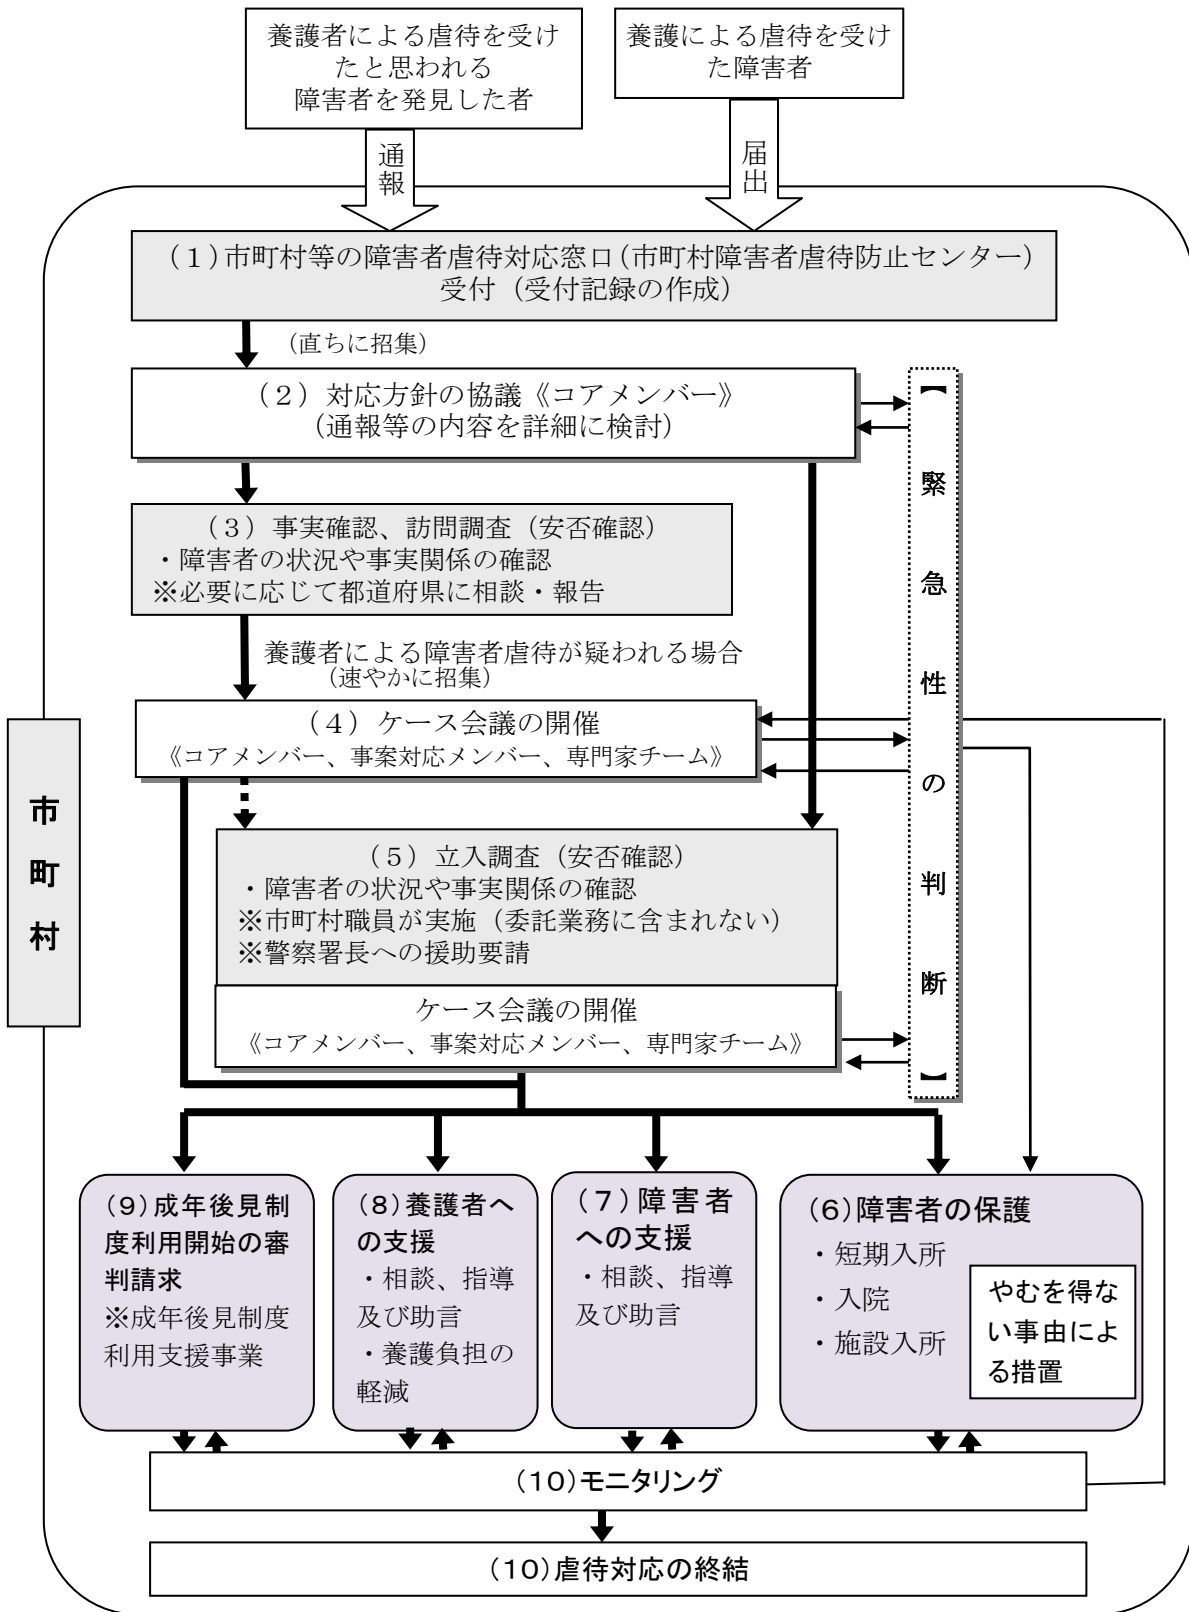 養護者による虐待を受け
たと思われる
障害者を発見した者
養護による虐待を受け
た障害者
通報
届出
（１）市町村等の障害者虐待対応窓口（市町村障害者虐待防止センター）
受付（受付記録の作成）
（直ちに招集）
（２）対応方針の協議《コアメンバー》
（通報等の内容を詳細に検討）
（３）事実確認、訪問調査（安否確認）
・障害者の状況や事実関係の確認
※必要に応じて都道府県に相談・報告
養護者による障害者虐待が疑われる場合
（速やかに招集）
（４）ケース会議の開催
《コアメンバー、事案対応メンバー、専門家チーム》
【緊急性の判断】
市町村
（５）立入調査（安否確認）
・障害者の状況や事実関係の確認
※市町村職員が実施（委託業務に含まれない）
※警察署長への援助要請
ケース会議の開催
《コアメンバー、事案対応メンバー、専門家チーム》
（９）成年後見制
度利用開始の審
判請求
※成年後見制度
利用支援事業
（８）養護者へ
の支援
・相談、指導
及び助言
・養護負担の
軽減
（７）障害者
への支援
・相談、指導
及び助言
（６）障害者の保護
・短期入所
・入院
・施設入所
やむを得な
い事由によ
る措置
（１０）モニタリング
（１０）虐待対応の終結